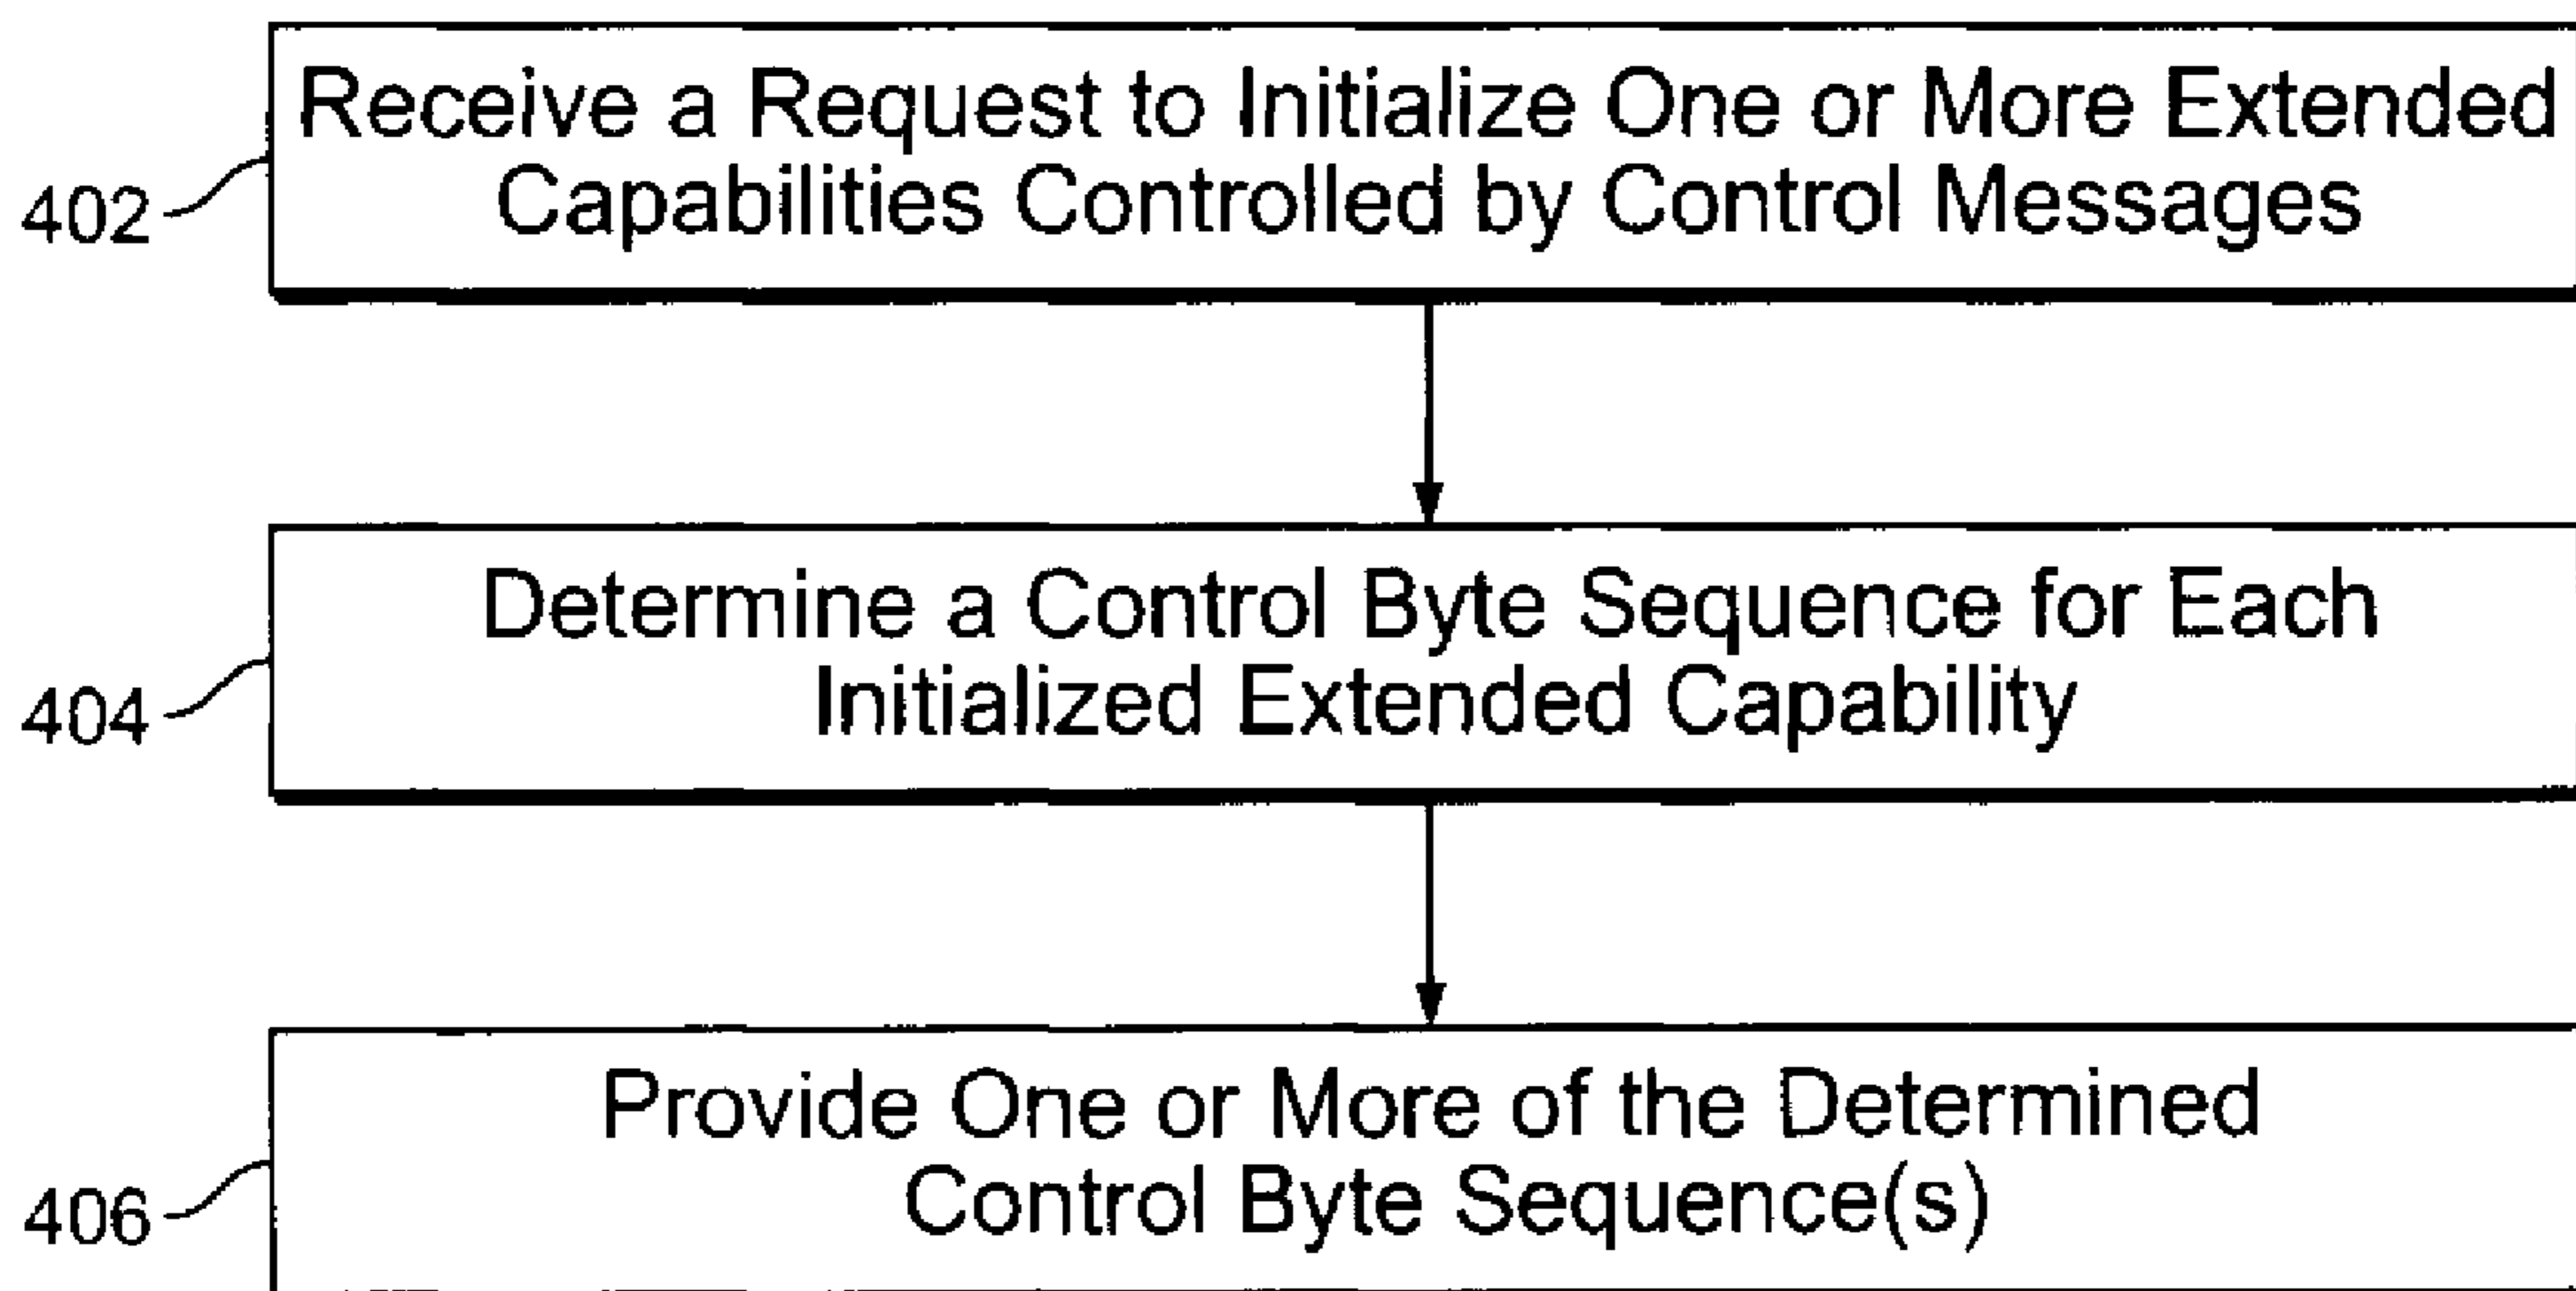 Receive a Request to Initialize One or More Extended
Capabilities Controlled by Control Messages
402
Determine a Control Byte Sequence for Each
Initialized Extended Capability
404
Provide One or More of the Determined
Control Byte Sequence(s)
406